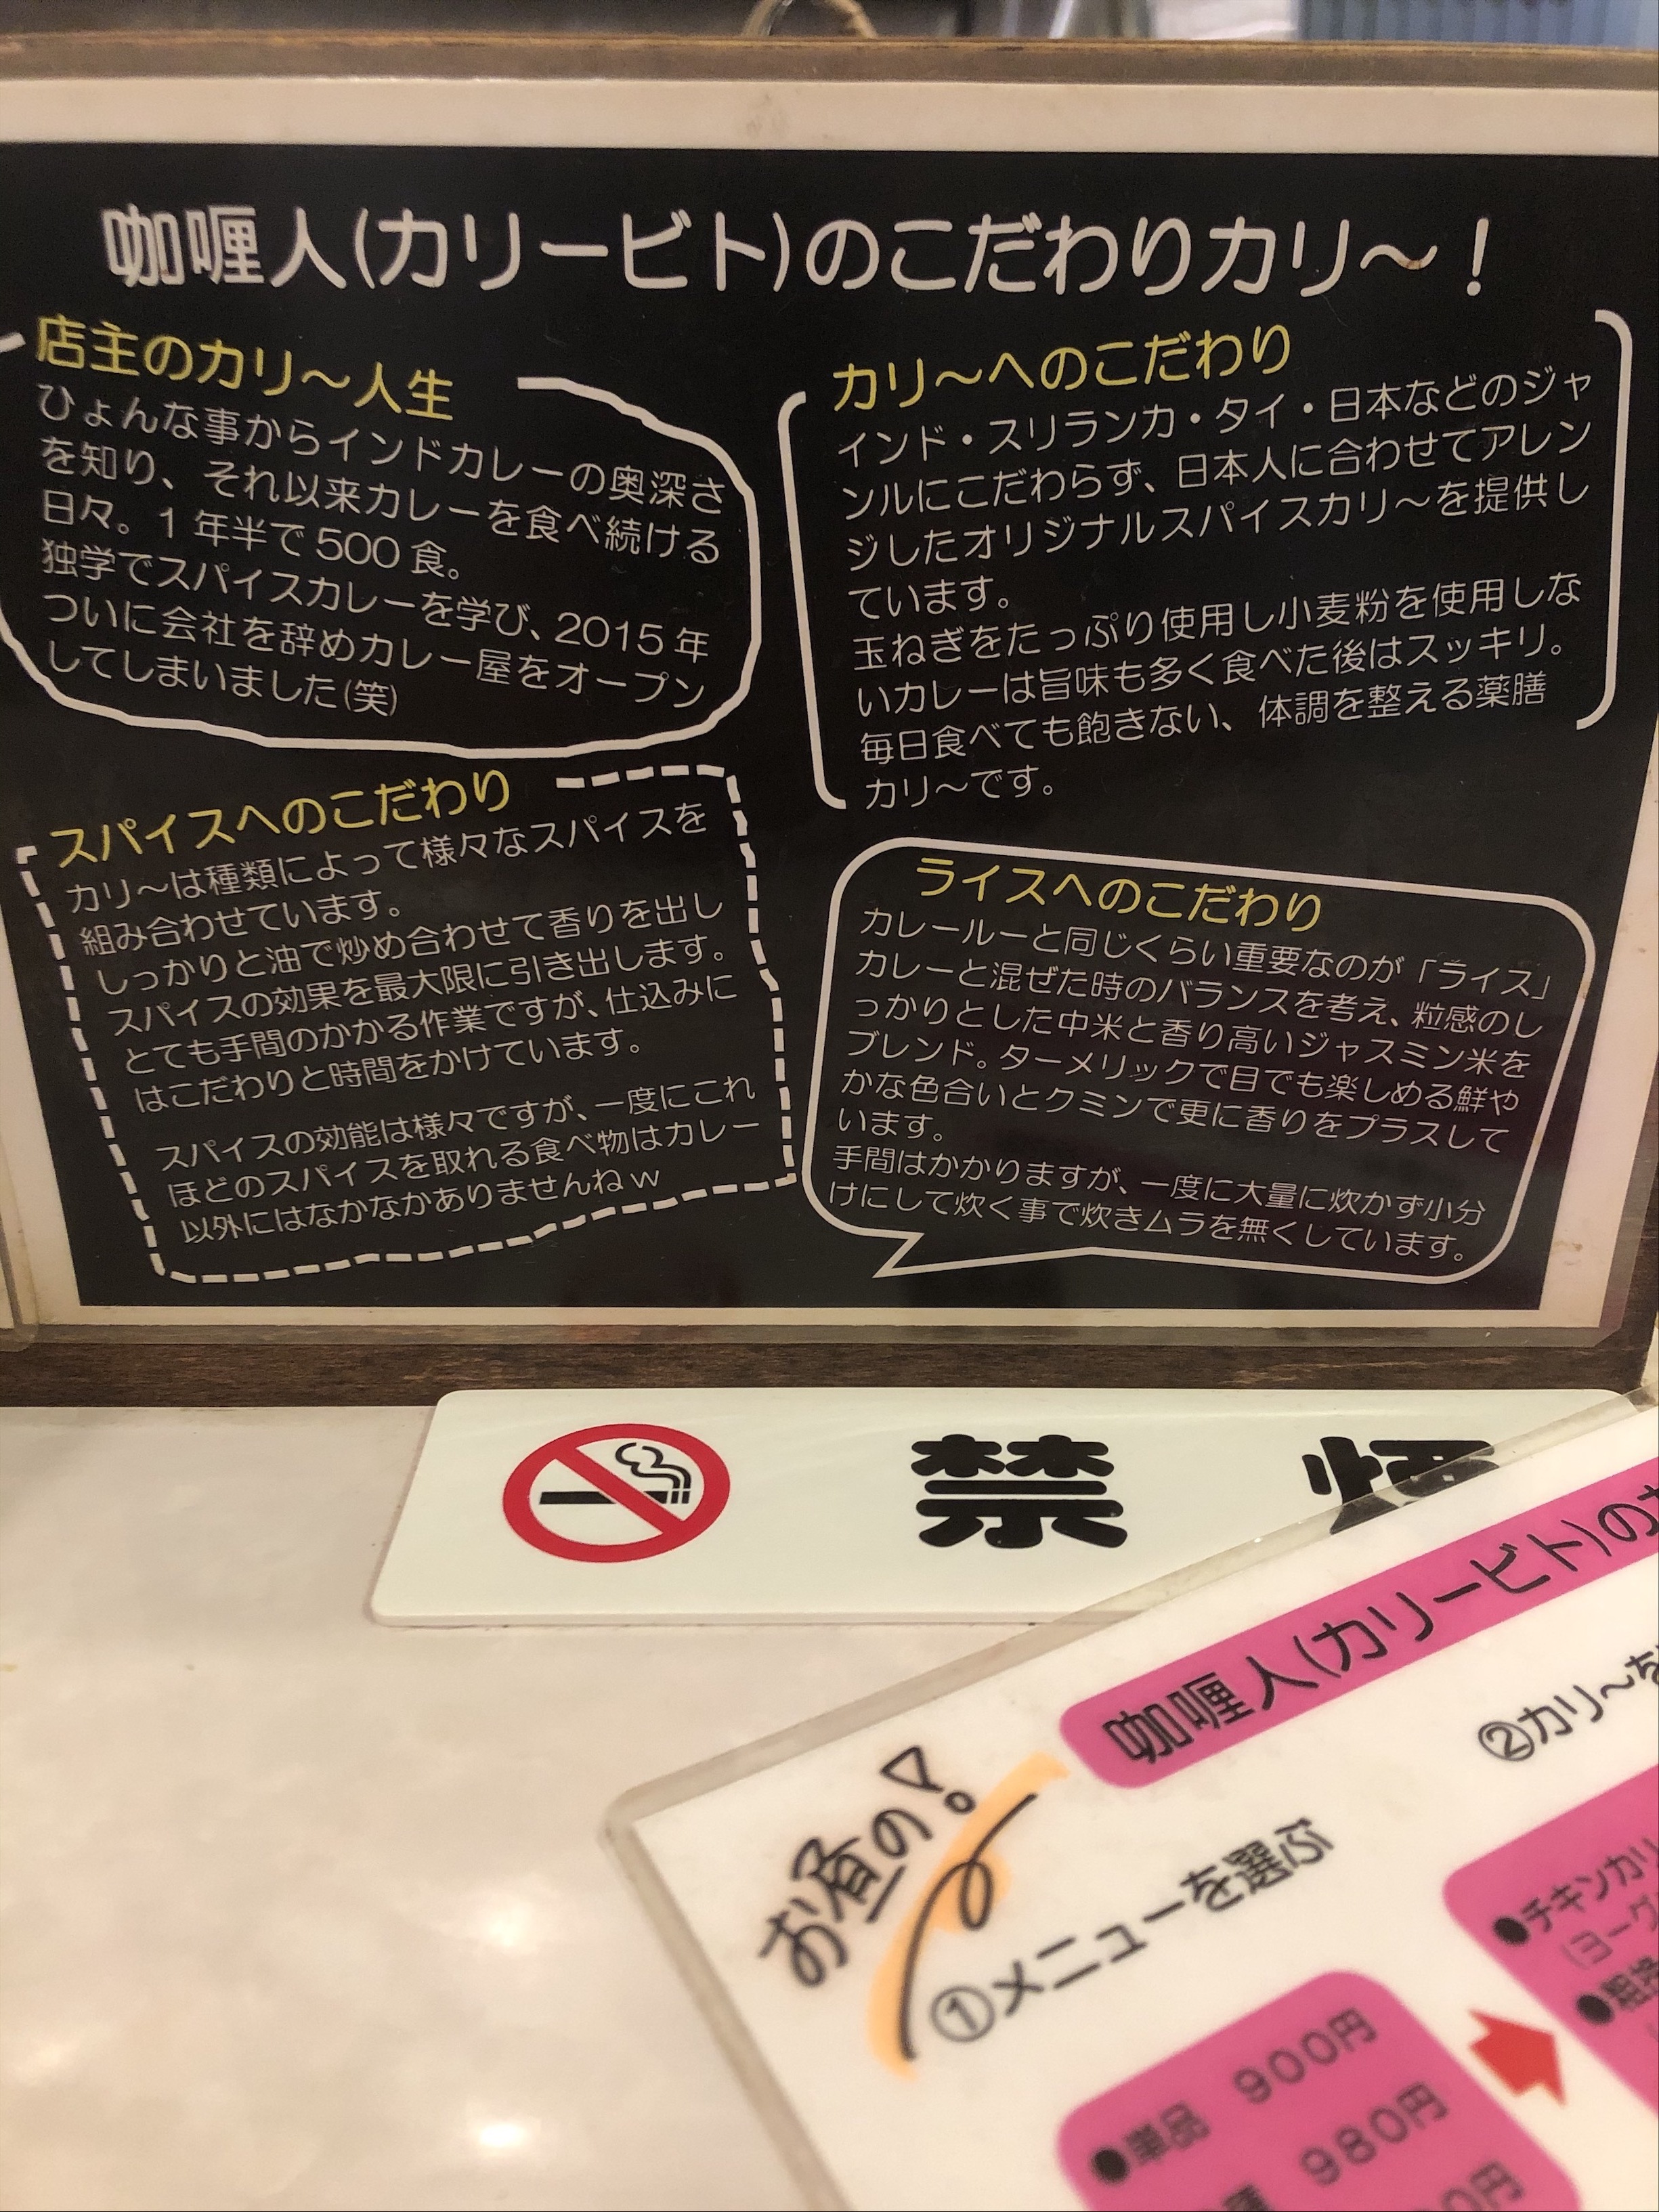 咖喱人(カリービト)のこだわりカリ～！
店主のカリ～人生
ひょんな事からインドカレーの奥深さ
を知り、それ以来カレーを食べ続ける
日々。1年半で500食。
独学でスパイスカレーを学び、2015年
ついに会社を辞めカレー屋をオープン
してしまいました(笑)
カリ～へのこだわり
インド・スリランカ・タイ・日本などのジャ
ンルにこだわらず、日本人に合わせてアレン
ジしたオリジナルスパイスカリ～を提供し
ています。
玉ねぎをたっぷり使用し小麦粉を使用しな
いカレーは旨味も多く食べた後はスッキリ。
毎日食べても飽きない、体調を整える薬膳
カリ～です。
スパイスへのこだわり
カリ～は種類によって様々なスパイスを
組み合わせています。
しっかりと油で炒め合わせて香りを出し
スパイスの効果を最大限に引き出します。
とても手間のかかる作業ですが、仕込みに
はこだわりと時間をかけています。
スパイスの効能は様々ですが、一度にこれ
ほどのスパイスを取れる食べ物はカレー
以外にはなかなかありませんねw
ライスへのこだわり
カレールーと同じくらい重要なのが「ライス」
カレーと混ぜた時のバランスを考え、粒感のし
っかりとした中米と香り高いジャスミン米を
ブレンド。ターメリックで目でも楽しめる鮮や
かな色合いとクミンで更に香りをプラスして
います。
手間はかかりますが、一度に大量に炊かず小分
けにして炊く事で炊きムラを無くしています。
禁煙
咖喱人(カリービト)の
お昼の!
①メニューを選ぶ
●単品 900円
980円
0円
②カリ～を
●チキンカリ
(ヨーグ
●粗挽